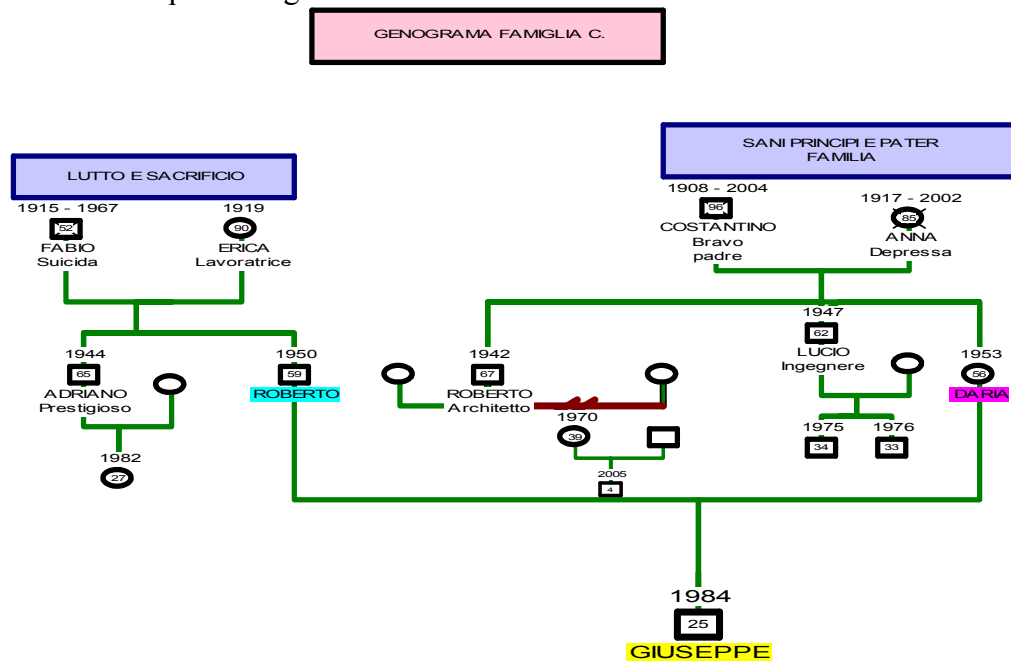 GENOGRAMA FAMIGLIA C.
LUTTO E SACRIFICIO
SANI PRINCIPI E PATER
FAMILIA
1915 - 1967
1919
1908 - 2004
1917 - 2002
52
90
96
85
FABIO
Suicida
ERICA
Lavoratrice
COSTANTINO
Bravo
padre
ANNA
Depressa
1944
1950
1942
1947
1953
65
59
67
62
56
ADRIANO
Prestigioso
ROBERTO
ROBERTO
Architetto
LUCIO
Ingegnere
DARIA
1982
27
1970
39
1975
1976
34
33
2005
4
1984
25
GIUSEPPE